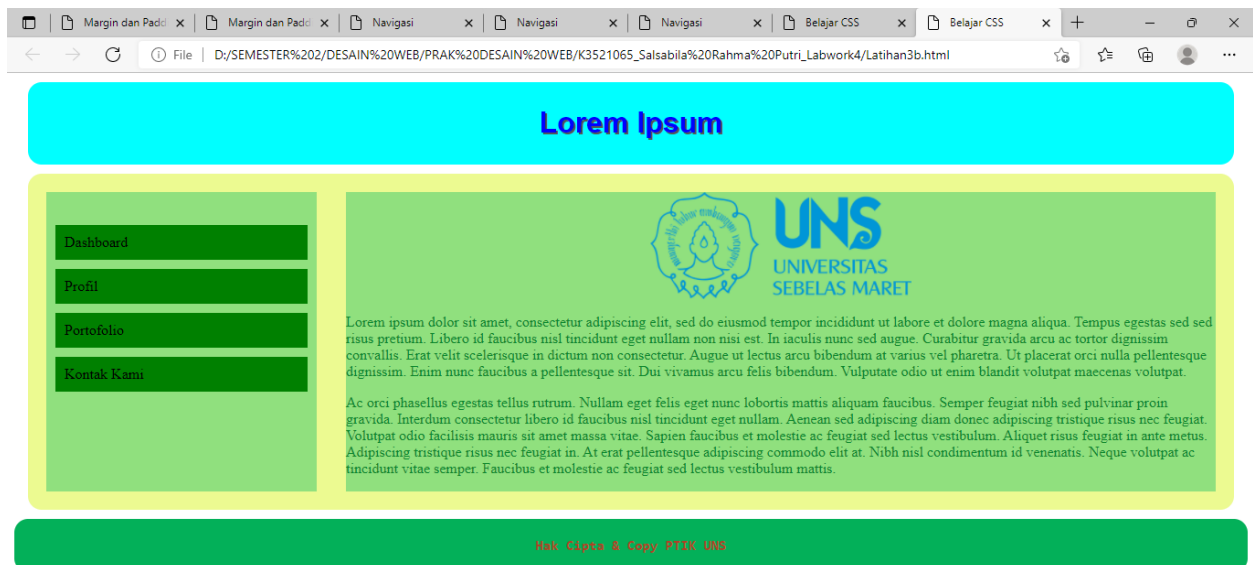 Margin dan Padd
Margin dan Padd
Navigasi
Navigasi
Navigasi
Belajar CSS
Belajar CSS
File | D:/SEMESTER%202/DESAIN%20WEB/PRAK%20DESAIN%20WEB/K3521065_Salsabila%20Rahma%20Putri_Labwork4/Latihan3b.html
Lorem Ipsum
Dashboard
Profil
Portofolio
Kontak Kami
UNS
UNIVERSITAS
SEBELAS MARET
Lorem ipsum dolor sit amet, consectetur adipiscing elit, sed do eiusmod tempor incididunt ut labore et dolore magna aliqua. Tempus egestas sed sed
risus pretium. Libero id faucibus nisl tincidunt eget nullam non nisi est. In iaculis nunc sed augue. Curabitur gravida arcu ac tortor dignissim
convallis. Erat velit scelerisque in dictum non consectetur. Augue ut lectus arcu bibendum at varius vel pharetra. Ut placerat orci nulla pellentesque
dignissim. Enim nunc faucibus a pellentesque sit. Dui vivamus arcu felis bibendum. Vulputate odio ut enim blandit volutpat maecenas volutpat.
Ac orci phasellus egestas tellus rutrum. Nullam eget felis eget nunc lobortis mattis aliquam faucibus. Semper feugiat nibh sed pulvinar proin
gravida. Interdum consectetur libero id faucibus nisl tincidunt eget nullam. Aenean sed adipiscing diam donec adipiscing tristique risus nec feugiat.
Volutpat odio facilisis mauris sit amet massa vitae. Sapien faucibus et molestie ac feugiat sed lectus vestibulum. Aliquet risus feugiat in ante metus.
Adipiscing tristique risus nec feugiat in. At erat pellentesque adipiscing commodo elit at. Nibh nisl condimentum id venenatis. Neque volutpat ac
tincidunt vitae semper. Faucibus et molestie ac feugiat sed lectus vestibulum mattis.
Hak Cipta & Copy PTIK UNS